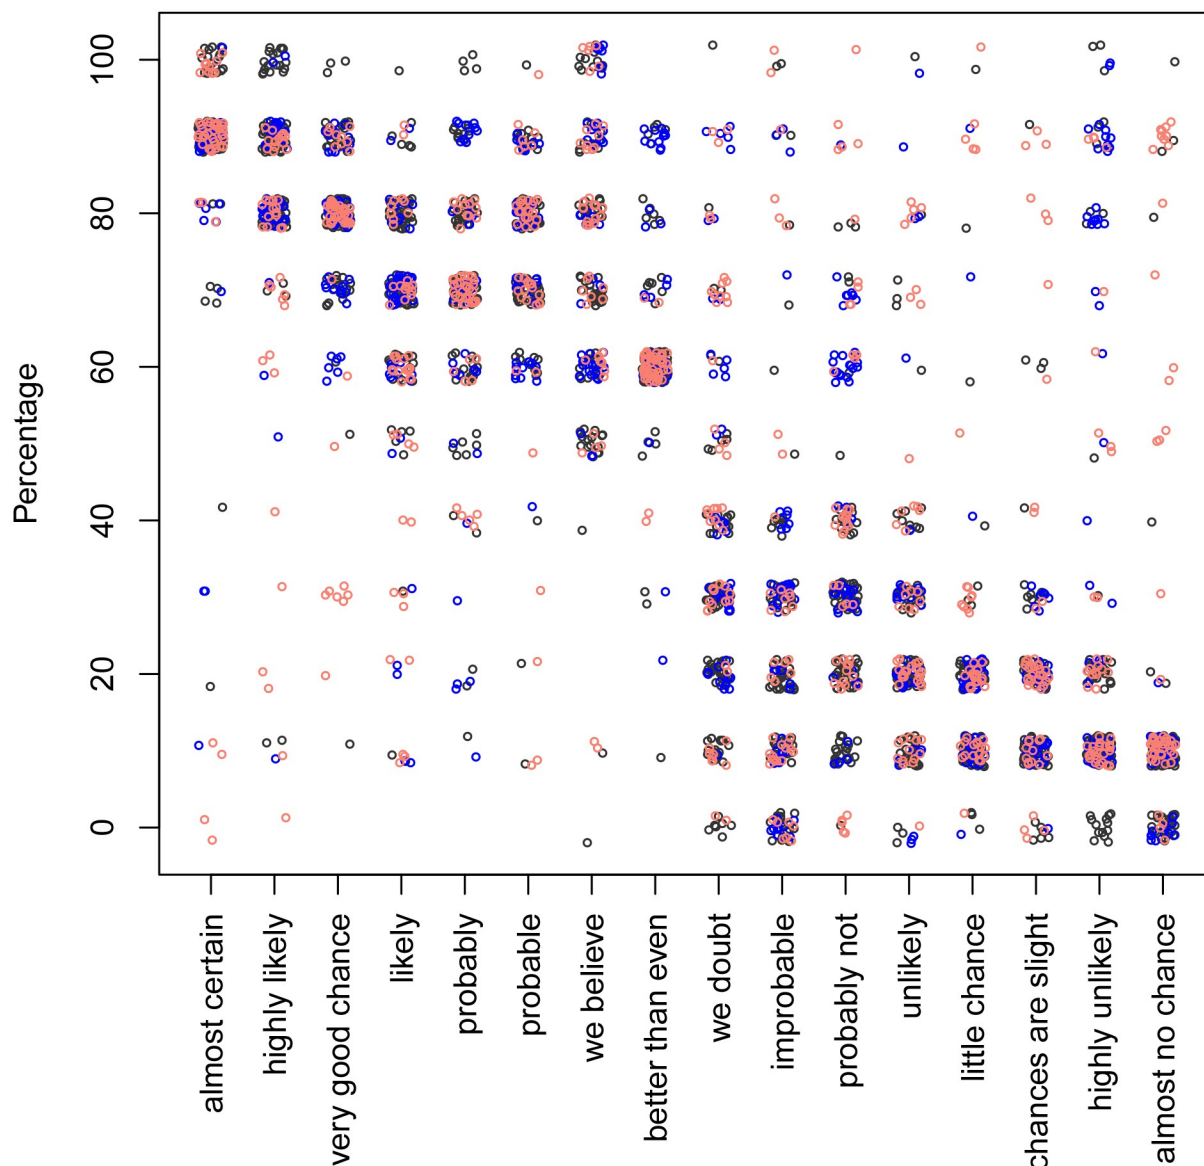 Percentage
100
80
60
40
20
0
almost certain
highly likely
very good chance
likely
probably
probable
we believe
better than even
we doubt
improbable
probably not
unlikely
little chance
chances are slight
highly unlikely
almost no chance